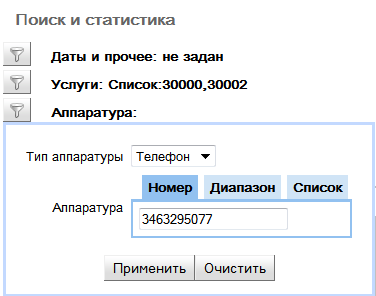 Поиск и статистика
Даты и прочее: не задан
Услуги: Список:30000,30002
Аппаратура:
Тип аппаратуры Телефон
Номер Диапазон Список
Аппаратура
3463295077
Применить Очистить